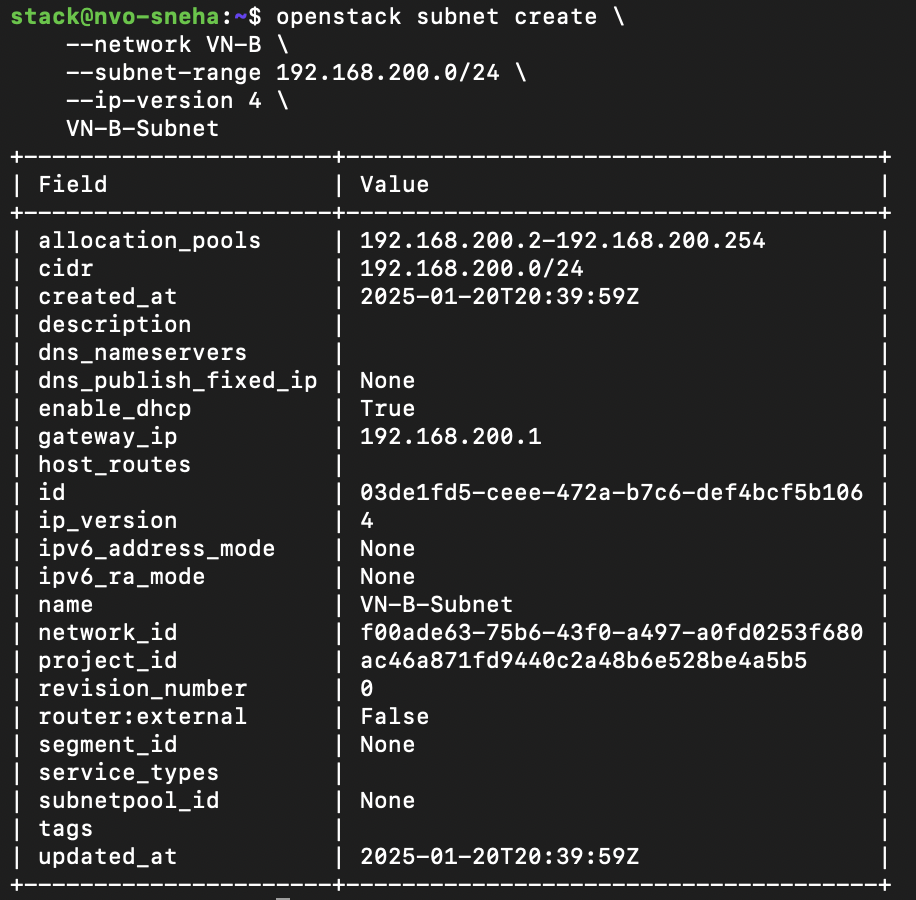 stack@nvo-sneha:~$ openstack subnet create \
    --network VN-B \
    --subnet-range 192.168.200.0/24 \
    --ip-version 4 \
    VN-B-Subnet
+----------------------+--------------------------------------+
| Field                | Value                                |
+----------------------+--------------------------------------+
| allocation_pools     | 192.168.200.2-192.168.200.254        |
| cidr                 | 192.168.200.0/24                     |
| created_at           | 2025-01-20T20:39:59Z                 |
| description          |                                      |
| dns_nameservers      |                                      |
| dns_publish_fixed_ip | None                                 |
| enable_dhcp          | True                                 |
| gateway_ip           | 192.168.200.1                        |
| host_routes          |                                      |
| id                   | 03de1fd5-ceee-472a-b7c6-def4bcf5b106 |
| ip_version           | 4                                    |
| ipv6_address_mode    | None                                 |
| ipv6_ra_mode         | None                                 |
| name                 | VN-B-Subnet                          |
| network_id           | f00ade63-75b6-43f0-a497-a0fd0253f680 |
| project_id           | ac46a871fd9440c2a48b6e528be4a5b5     |
| revision_number      | 0                                    |
| router:external      | False                                |
| segment_id           | None                                 |
| service_types        |                                      |
| subnetpool_id        | None                                 |
| tags                 |                                      |
| updated_at           | 2025-01-20T20:39:59Z                 |
+----------------------+--------------------------------------+